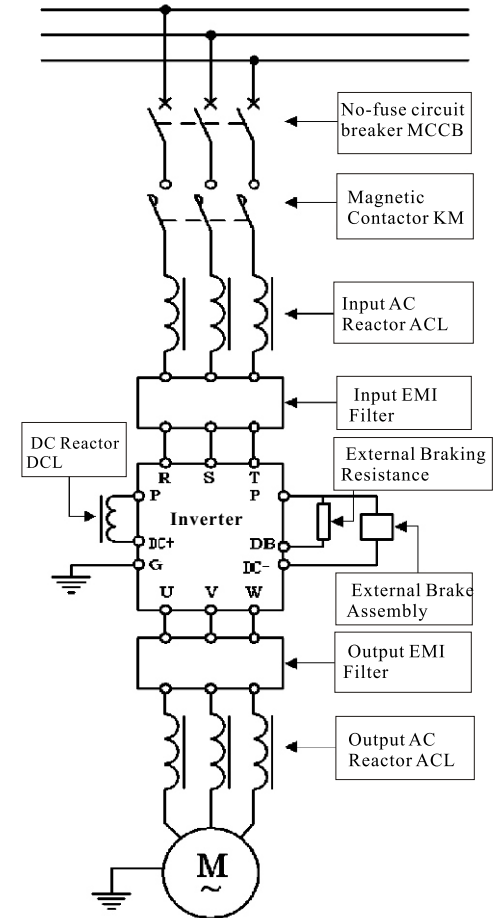 No-fuse circuit
breaker MCCB
Magnetic
Contactor KM
Input AC
Reactor ACL
Input EMI
Filter
DC Reactor
DCL
External Braking
Resistance
R S T
P P
Inverter
DC+ DB
G DC-
U V W
External Brake
Assembly
Output EMI
Filter
Output AC
Reactor ACL
M
~